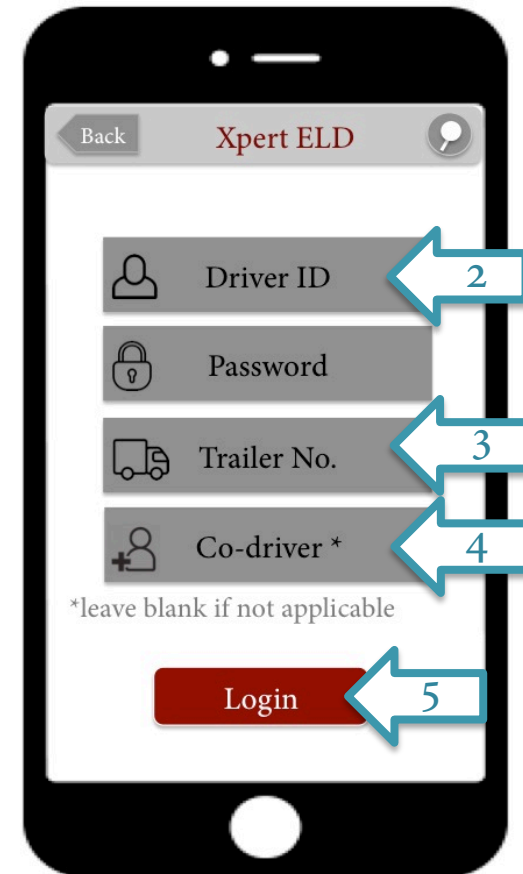 Back Xpert ELD
Driver ID 2
Password
Trailer No. 3
Co-driver * 4
*leave blank if not applicable
Login 5